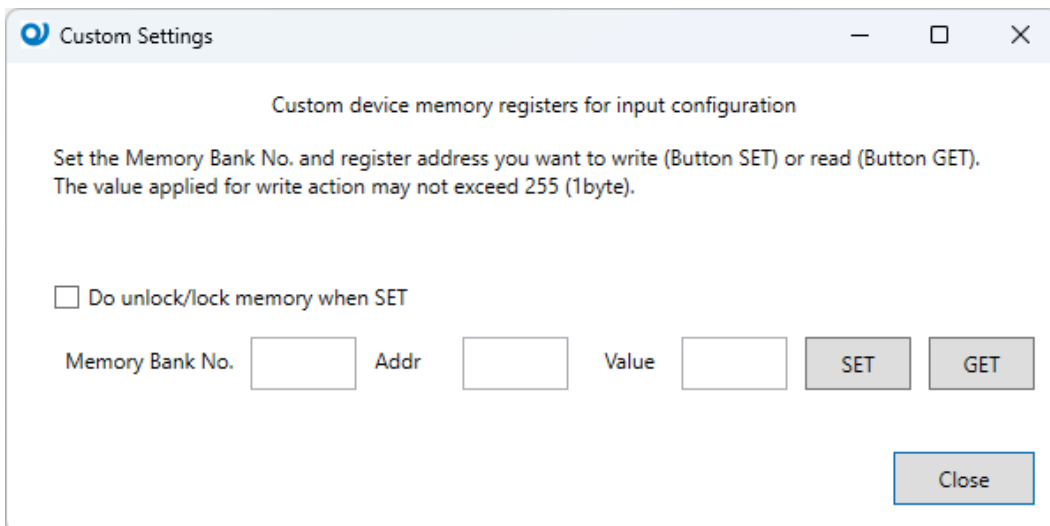 Custom Settings
Custom device memory registers for input configuration
Set the Memory Bank No. and register address you want to write (Button SET) or read (Button GET).
The value applied for write action may not exceed 255 (1byte).
Do unlock/lock memory when SET
Memory Bank No. Addr Value SET GET
Close